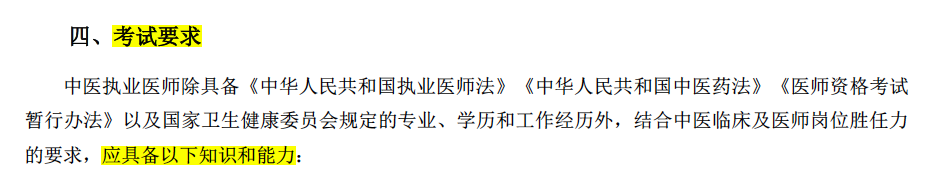 四、考试要求
中医执业医师除具备《中华人民共和国执业医师法》《中华人民共和国中医药法》《医师资格考试
暂行办法》以及国家卫生健康委员会规定的专业、学历和工作经历外，结合中医临床及医师岗位胜任力
的要求，应具备以下知识和能力：